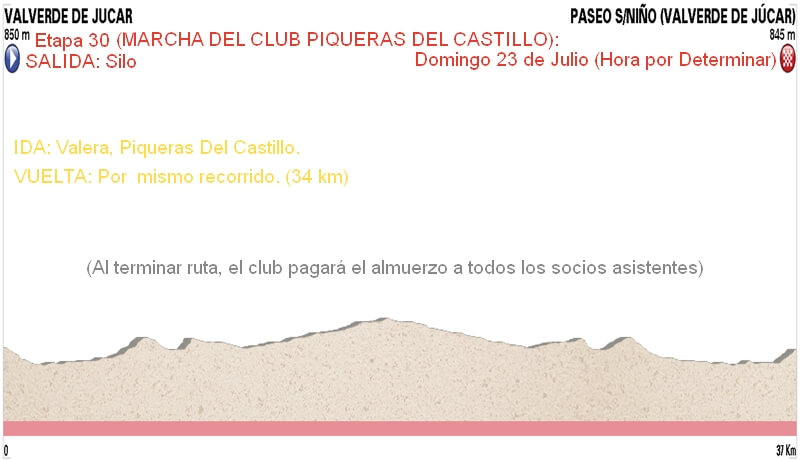 VALVERDE DE JUCAR
PASEO S/NIÑO (VALVERDE DE JÚCAR)
850 m
845 m
Etapa 30 (MARCHA DEL CLUB PIQUERAS DEL CASTILLO):
SALIDA: Silo
Domingo 23 de Julio (Hora por Determinar)
IDA: Valera, Piqueras Del Castillo.
VUELTA: Por mismo recorrido. (34 km)
(Al terminar ruta, el club pagará el almuerzo a todos los socios asistentes)
0
37 Km